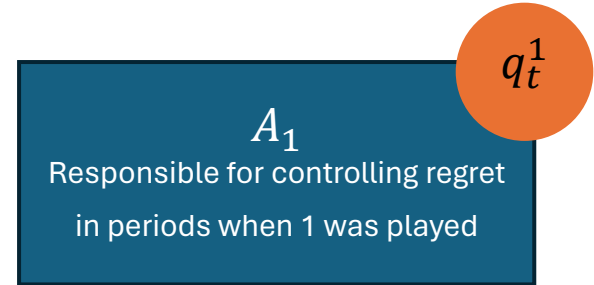 q_t^1
A_1
Responsible for controlling regret
in periods when 1 was played